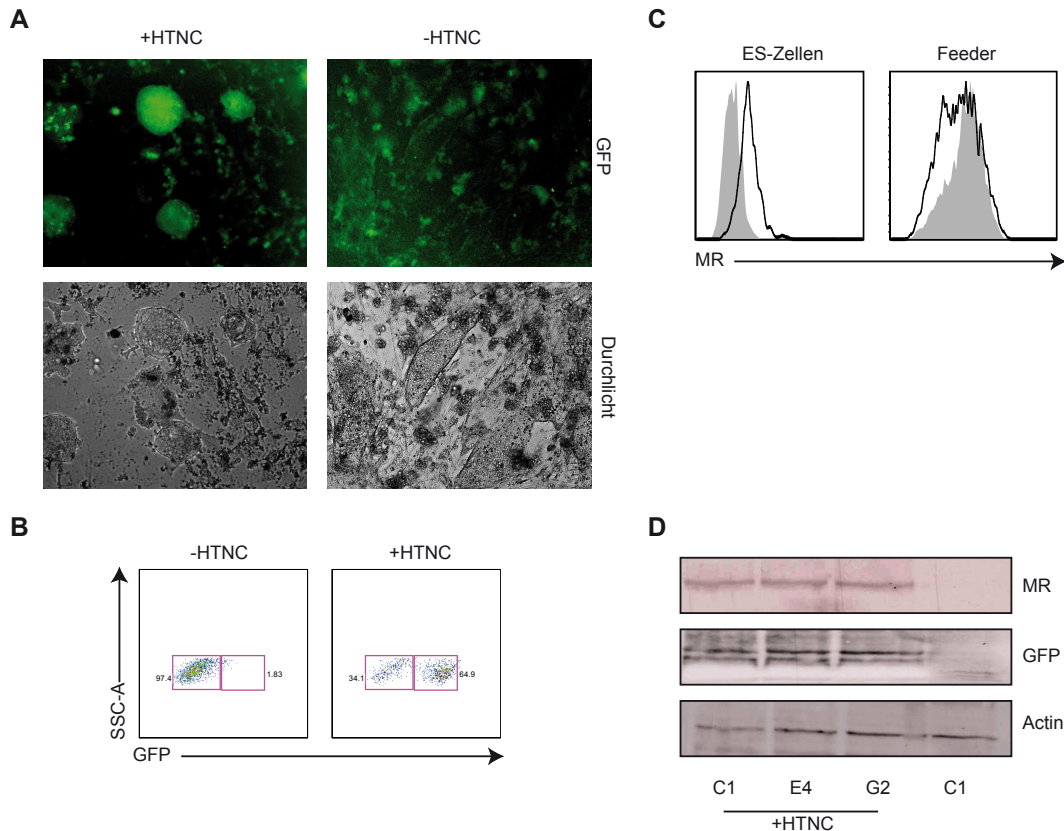 A
+HTNC
-HTNC
GFP
Durchlicht
B
-HTNC
+HTNC
SSC-A
97.4
1.83
34.1
64.9
GFP
C
ES-Zellen
Feeder
MR
D
MR
GFP
Actin
C1 E4 G2 C1
+HTNC